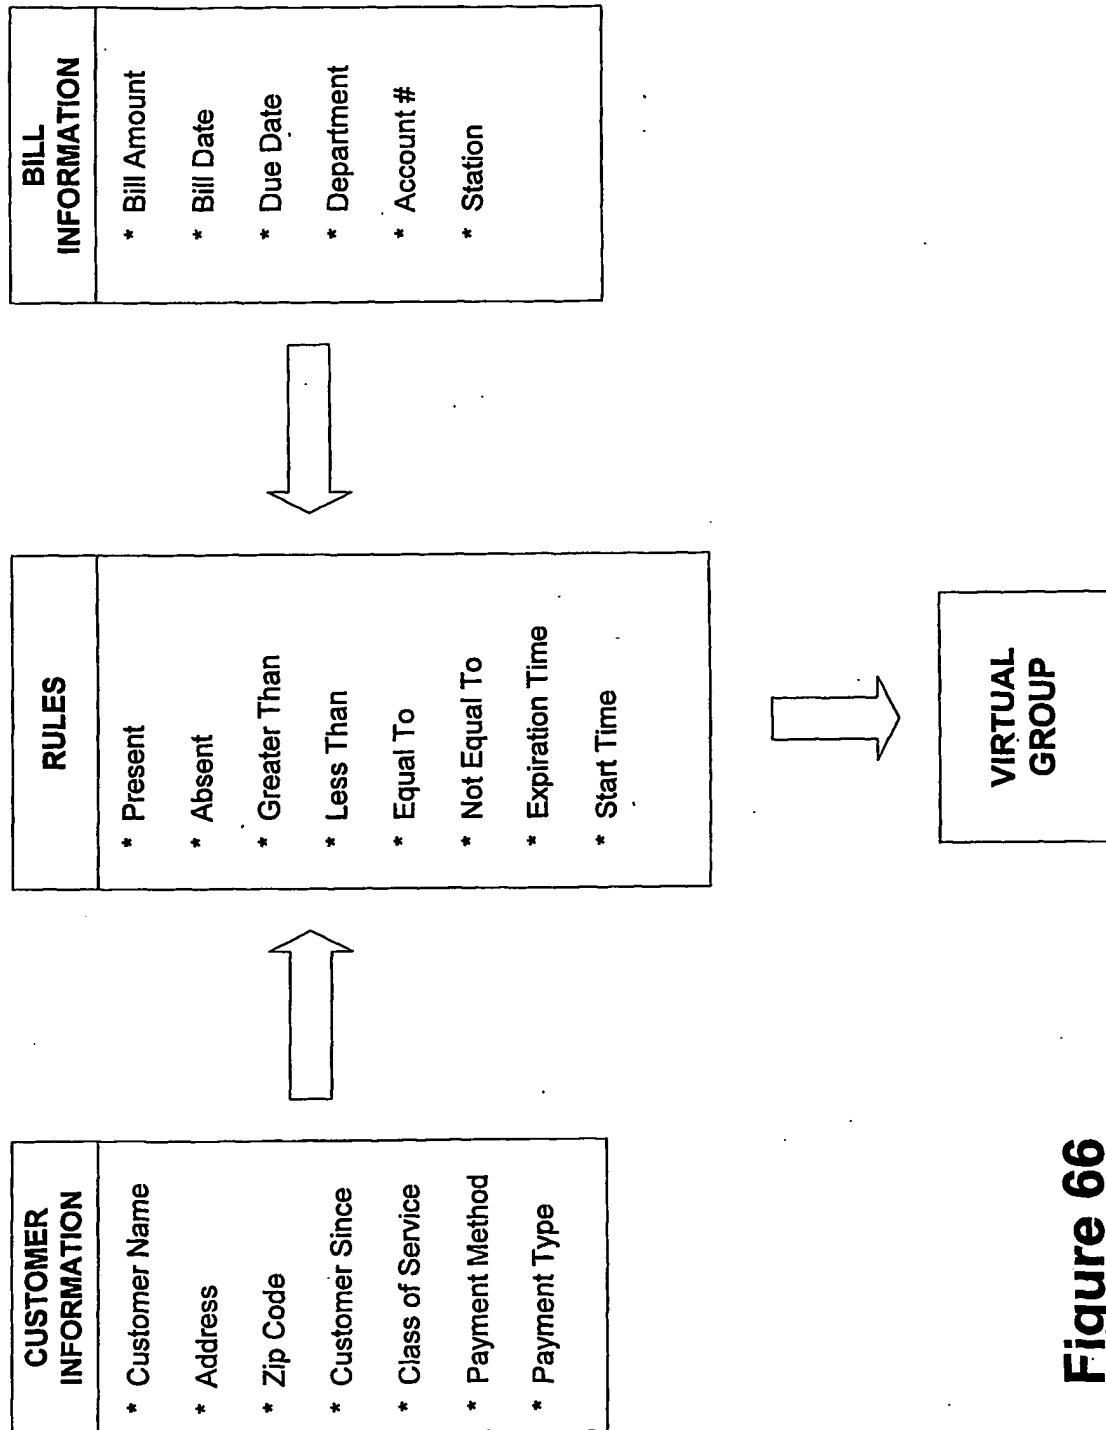 CUSTOMER
INFORMATION
* Customer Name
* Address
* Zip Code
* Customer Since
* Class of Service
* Payment Method
* Payment Type
RULES
* Present
* Absent
* Greater Than
* Less Than
* Equal To
* Not Equal To
* Expiration Time
* Start Time
BILL
INFORMATION
* Bill Amount
* Bill Date
* Due Date
* Department
* Account #
* Station
VIRTUAL
GROUP
Figure 66